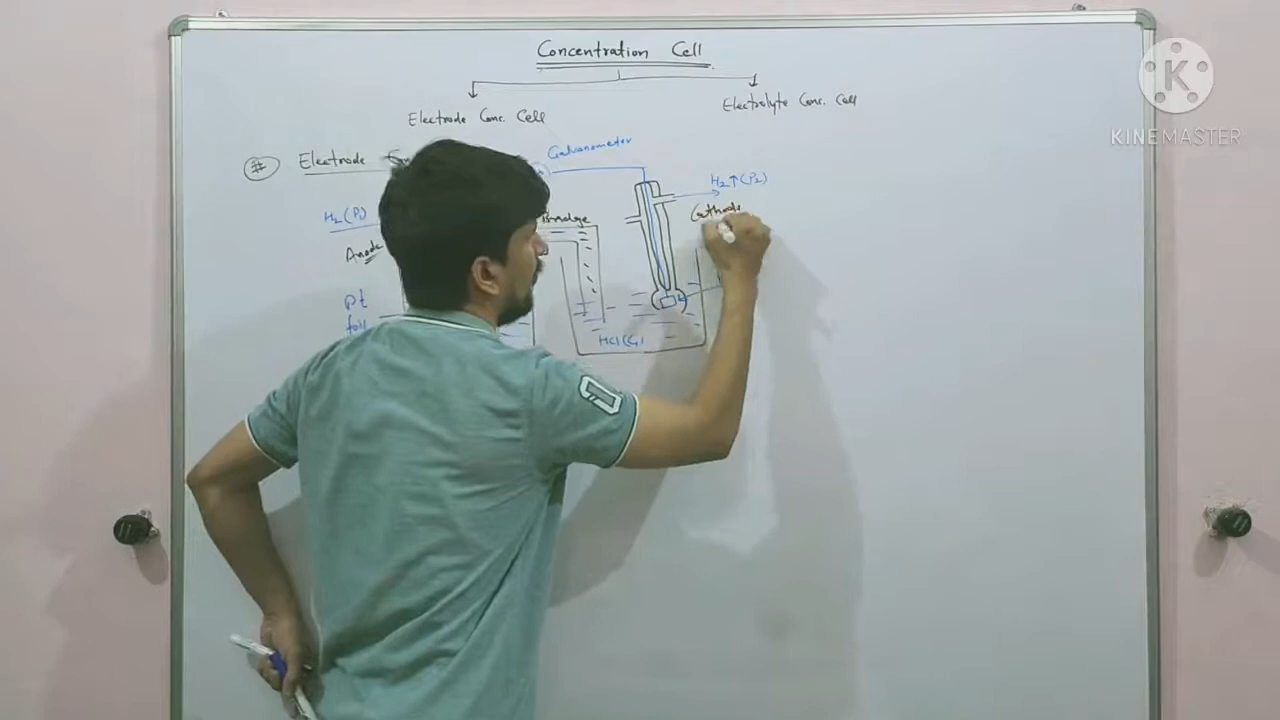 Concentration Cell
Electrode Conc. Cell
Electrolyte Conc. Cell
# Electrode
Galvanometer
H₂ (P₁)
H₂↑(P₂)
Bridge
Cathode
Anode
pt
foil
HCl (C₁)
K
KINEMASTER